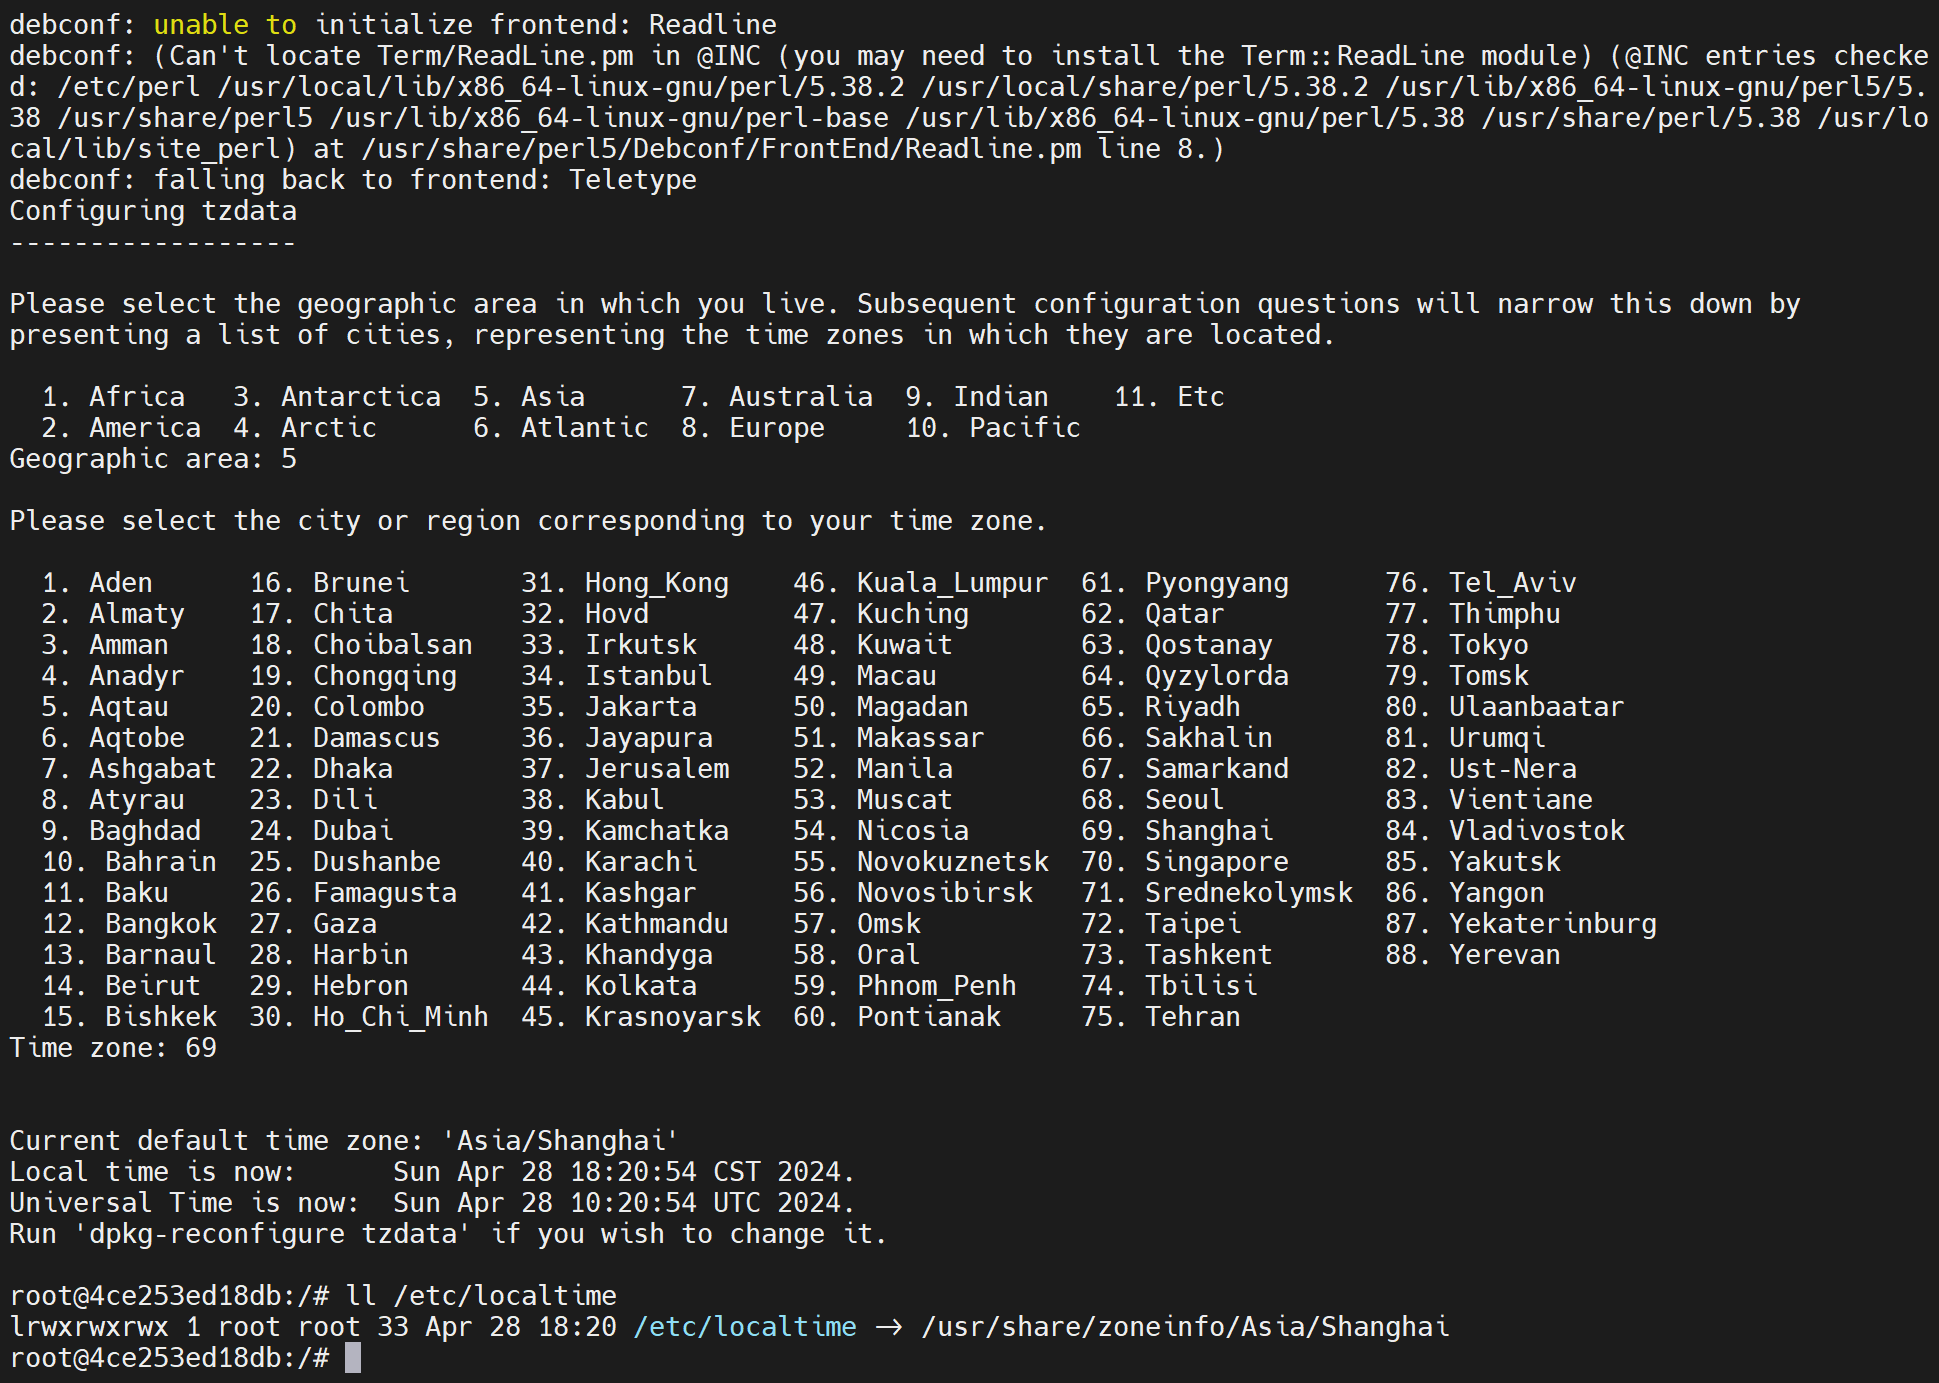 debconf: unable to initialize frontend: Readline
debconf: (Can't locate Term/ReadLine.pm in @INC (you may need to install the Term::ReadLine module) (@INC entries checke
d: /etc/perl /usr/local/lib/x86_64-linux-gnu/perl/5.38.2 /usr/local/share/perl/5.38.2 /usr/lib/x86_64-linux-gnu/perl5/5.
38 /usr/share/perl5 /usr/lib/x86_64-linux-gnu/perl-base /usr/lib/x86_64-linux-gnu/perl/5.38 /usr/share/perl/5.38 /usr/lo
cal/lib/site_perl) at /usr/share/perl5/Debconf/FrontEnd/Readline.pm line 8.)
debconf: falling back to frontend: Teletype
Configuring tzdata
------------------
Please select the geographic area in which you live. Subsequent configuration questions will narrow this down by
presenting a list of cities, representing the time zones in which they are located.
  1. Africa   3. Antarctica  5. Asia      7. Australia  9. Indian    11. Etc
  2. America  4. Arctic      6. Atlantic  8. Europe     10. Pacific
Geographic area: 5
Please select the city or region corresponding to your time zone.
  1. Aden      16. Brunei       31. Hong_Kong    46. Kuala_Lumpur  61. Pyongyang      76. Tel_Aviv
  2. Almaty    17. Chita        32. Hovd         47. Kuching       62. Qatar          77. Thimphu
  3. Amman     18. Choibalsan   33. Irkutsk      48. Kuwait        63. Qostanay       78. Tokyo
  4. Anadyr    19. Chongqing    34. Istanbul     49. Macau         64. Qyzylorda      79. Tomsk
  5. Aqtau     20. Colombo      35. Jakarta      50. Magadan       65. Riyadh         80. Ulaanbaatar
  6. Aqtobe    21. Damascus     36. Jayapura     51. Makassar      66. Sakhalin       81. Urumqi
  7. Ashgabat  22. Dhaka        37. Jerusalem    52. Manila        67. Samarkand      82. Ust-Nera
  8. Atyrau    23. Dili         38. Kabul        53. Muscat        68. Seoul          83. Vientiane
  9. Baghdad   24. Dubai        39. Kamchatka    54. Nicosia       69. Shanghai       84. Vladivostok
  10. Bahrain  25. Dushanbe     40. Karachi      55. Novokuznetsk  70. Singapore      85. Yakutsk
  11. Baku     26. Famagusta    41. Kashgar      56. Novosibirsk   71. Srednekolymsk  86. Yangon
  12. Bangkok  27. Gaza         42. Kathmandu    57. Omsk          72. Taipei         87. Yekaterinburg
  13. Barnaul  28. Harbin       43. Khandyga     58. Oral          73. Tashkent       88. Yerevan
  14. Beirut   29. Hebron       44. Kolkata      59. Phnom_Penh    74. Tbilisi
  15. Bishkek  30. Ho_Chi_Minh  45. Krasnoyarsk  60. Pontianak     75. Tehran
Time zone: 69
Current default time zone: 'Asia/Shanghai'
Local time is now:      Sun Apr 28 18:20:54 CST 2024.
Universal Time is now:  Sun Apr 28 10:20:54 UTC 2024.
Run 'dpkg-reconfigure tzdata' if you wish to change it.
root@4ce253ed18db:/# ll /etc/localtime
lrwxrwxrwx 1 root root 33 Apr 28 18:20 /etc/localtime -> /usr/share/zoneinfo/Asia/Shanghai
root@4ce253ed18db:/#